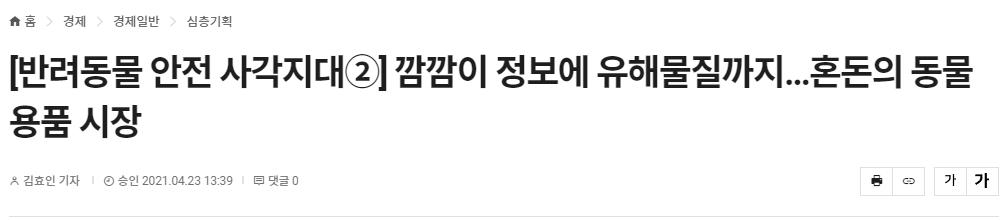 홈 경제 경제일반 심층기획
[반려동물 안전 사각지대②] 깜깜이 정보에 유해물질까지...혼돈의 동물
용품 시장
김효인 기자 승인 2021.04.23 13:39 댓글 0 가 가